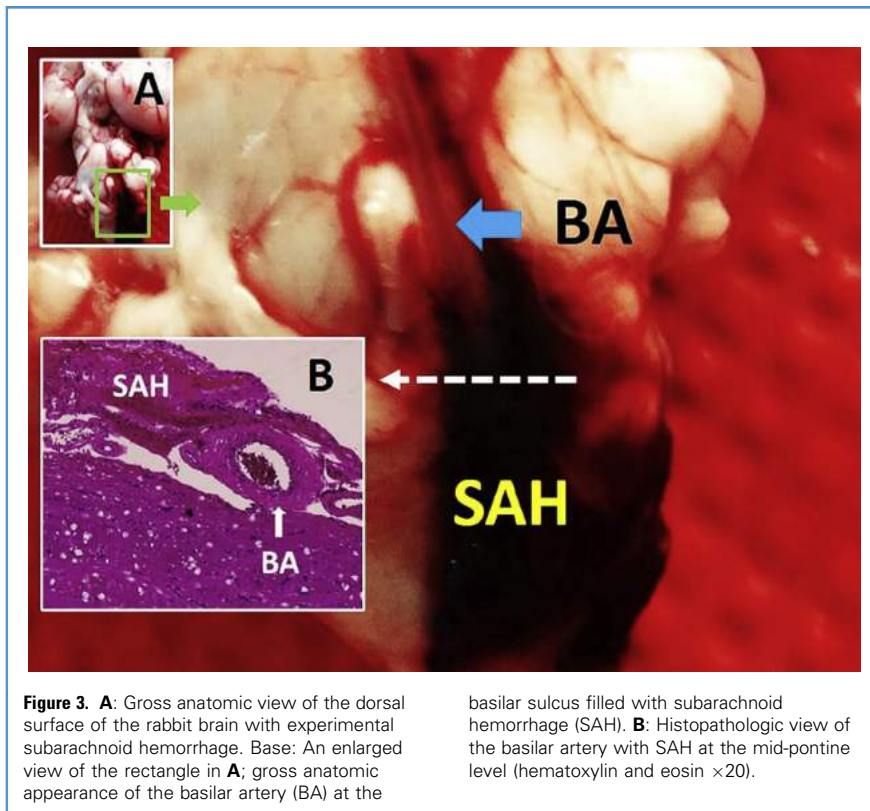 A
BA
B
SAH
BA
SAH
Figure 3. A: Gross anatomic view of the dorsal
surface of the rabbit brain with experimental
subarachnoid hemorrhage. Base: An enlarged
view of the rectangle in A; gross anatomic
appearance of the basilar artery (BA) at the
basilar sulcus filled with subarachnoid
hemorrhage (SAH). B: Histopathologic view of
the basilar artery with SAH at the mid-pontine
level (hematoxylin and eosin ×20).